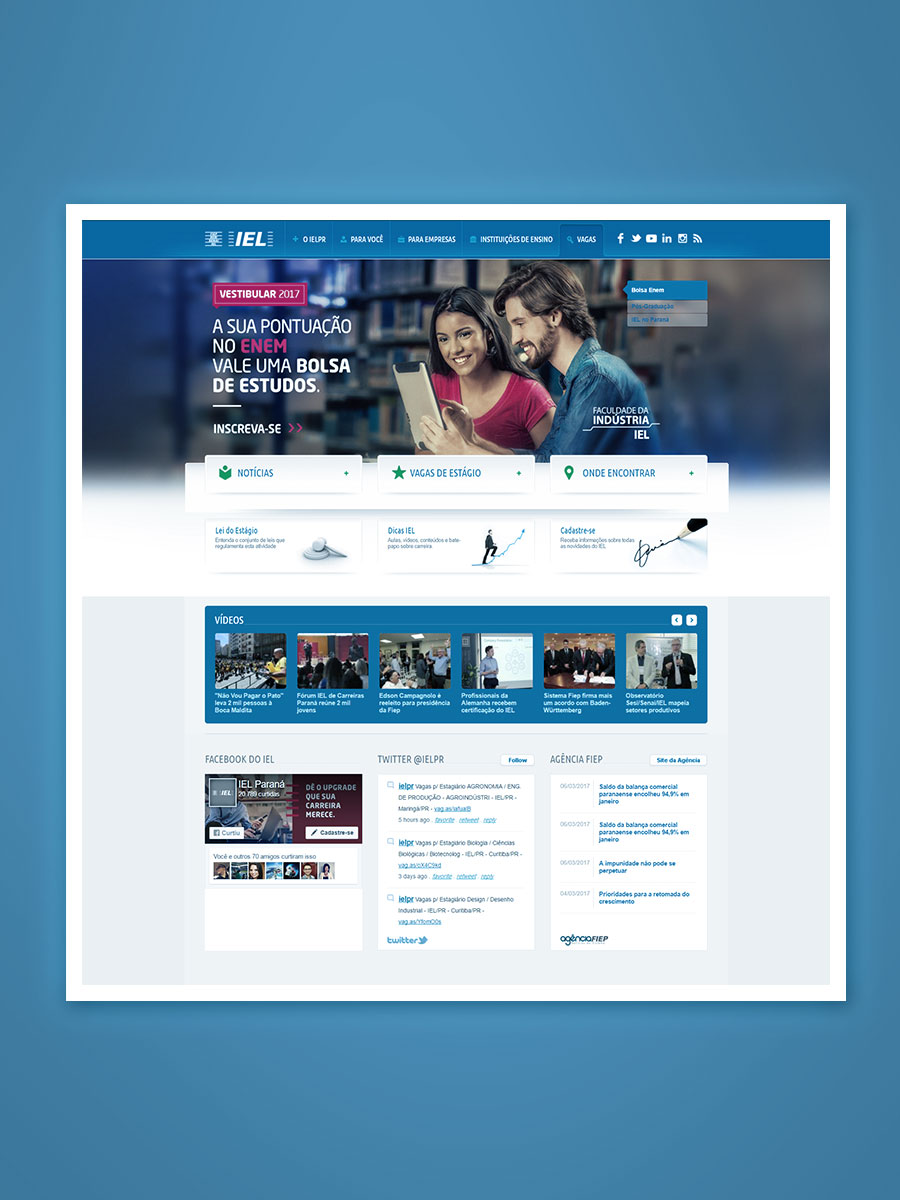 IEL
O IELPR
PARA VOCÊ
PARA EMPRESAS
INSTITUIÇÕES DE ENSINO
VAGAS
VESTIBULAR 2017
A SUA PONTUAÇÃO
NO ENEM
VALE UMA BOLSA
DE ESTUDOS.
INSCREVA-SE
Bolsa Enem
Pós-Graduação
IEL no Paraná
FACULDADE DA
INDÚSTRIA
IEL
NOTÍCIAS +
VAGAS DE ESTÁGIO +
ONDE ENCONTRAR +
Lei do Estágio
Entenda o conjunto de leis que
regulamenta esta atividade
Dicas IEL
Aulas, vídeos, conteúdos e bate-
papo sobre carreira
Cadastre-se
Receba informações sobre todas
as novidades do IEL
VÍDEOS
"Não Vou Pagar o Pato"
leva 2 mil pessoas à
Boca Maldita
Fórum IEL de Carreiras
Paraná reúne 2 mil
jovens
Edson Campagnolo é
reeleito para presidência
da Fiep
Profissionais da
Alemanha recebem
certificação do IEL
Sistema Fiep firma mais
um acordo com Baden-
Württemberg
Observatório
Sesi/Senai/IEL mapeia
setores produtivos
FACEBOOK DO IEL
IEL
IEL Paraná
20.789 curtidas
DÊ O UPGRADE
QUE SUA
CARREIRA
MERECE.
Curtiu
Cadastre-se
Você e outros 70 amigos curtiram isso
TWITTER @IELPR
Follow
ielpr Vagas p/ Estagiário AGRONOMIA / ENG.
DE PRODUÇÃO - AGROINDÚSTRI - IEL/PR -
Maringá/PR -
5 hours ago . favorite retweet reply
ielpr Vagas p/ Estagiário Biologia / Ciências
Biológicas / Biotecnolog - IEL/PR - Curitiba/PR -
vag.as/cX4C9kd
3 days ago . favorite retweet reply
ielpr Vagas p/ Estagiário Design / Desenho
Industrial - IEL/PR - Curitiba/PR -
vag.as/YfomO0s
twitter
AGÊNCIA FIEP
Site da Agência
06/03/2017 Saldo da balança comercial
paranaense encolheu 94,9% em
janeiro
06/03/2017 Saldo da balança comercial
paranaense encolheu 94,9% em
janeiro
06/03/2017 A impunidade não pode se
perpetuar
04/03/2017 Prioridades para a retomada do
crescimento
agênciaFIEP